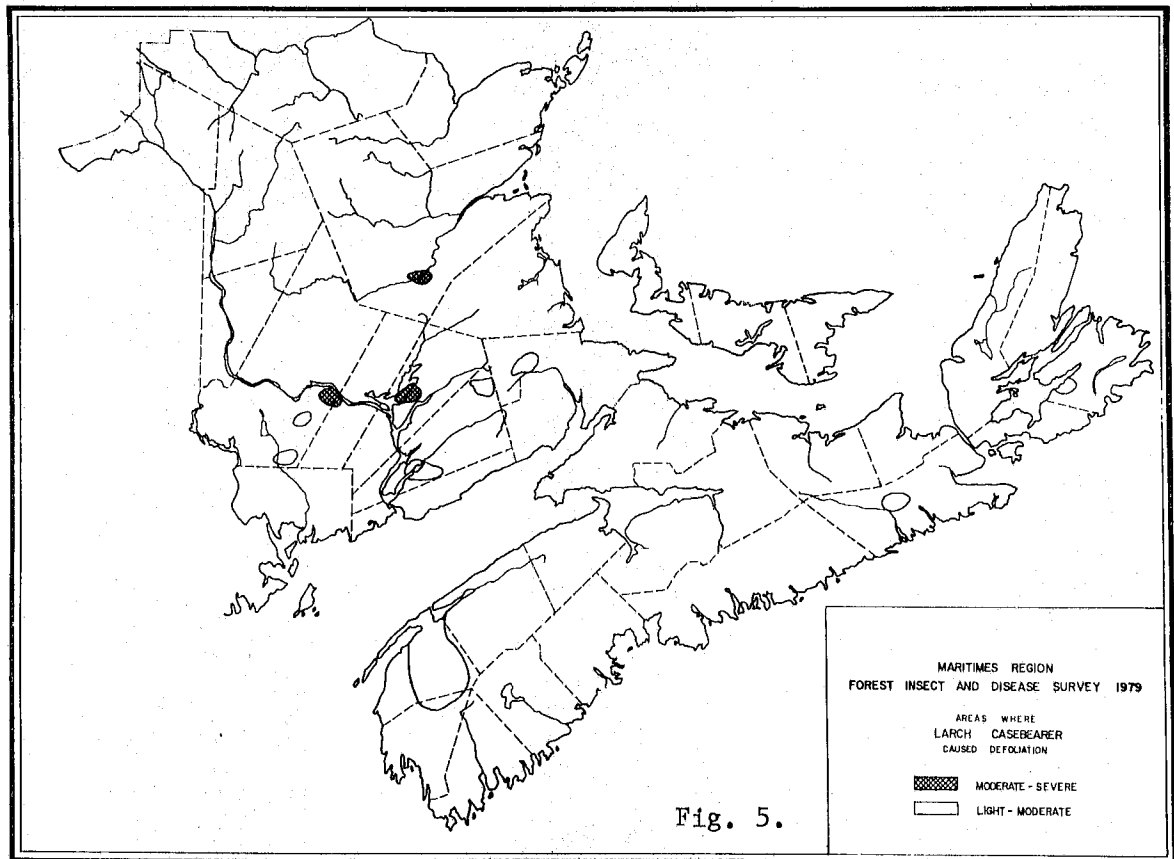 MARITIMES REGION
FOREST INSECT AND DISEASE SURVEY 1979
AREAS WHERE
LARCH CASEBEARER
CAUSED DEFOLIATION
MODERATE - SEVERE
LIGHT - MODERATE
Fig. 5.